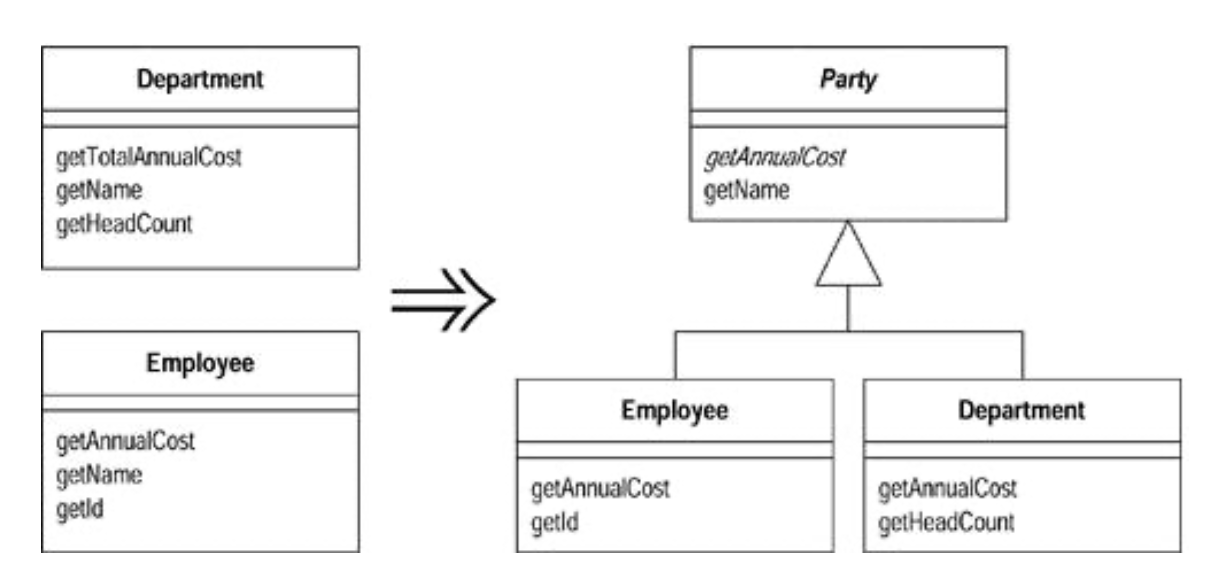 Department
getTotalAnnualCost
getName
getHeadCount
Employee
getAnnualCost
getName
getId
Party
getAnnualCost
getName
Employee
getAnnualCost
getId
Department
getAnnualCost
getHeadCount